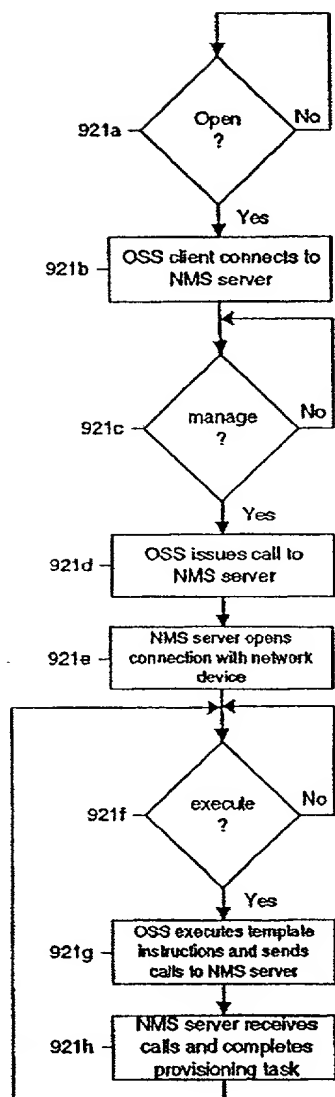 Open
?
No
921a
Yes
921b
OSS client connects to
NMS server
manage
?
No
921c
Yes
921d
OSS issues call to
NMS server
921e
NMS server opens
connection with network
device
execute
?
No
921f
Yes
921g
OSS executes template
instructions and sends
calls to NMS server
921h
NMS server receives
calls and completes
provisioning task